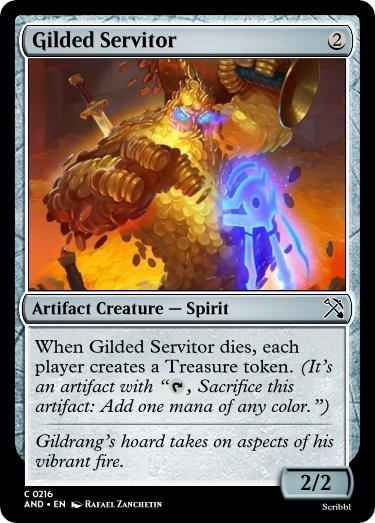 Gilded Servitor
2
Artifact Creature — Spirit
When Gilded Servitor dies, each
player creates a Treasure token. (It's
an artifact with “, Sacrifice this
artifact: Add one mana of any color.”)
Gildrang's hoard takes on aspects of his
vibrant fire.
2/2
C 0216
AND • EN Rafael Zanchetin
Scribbl